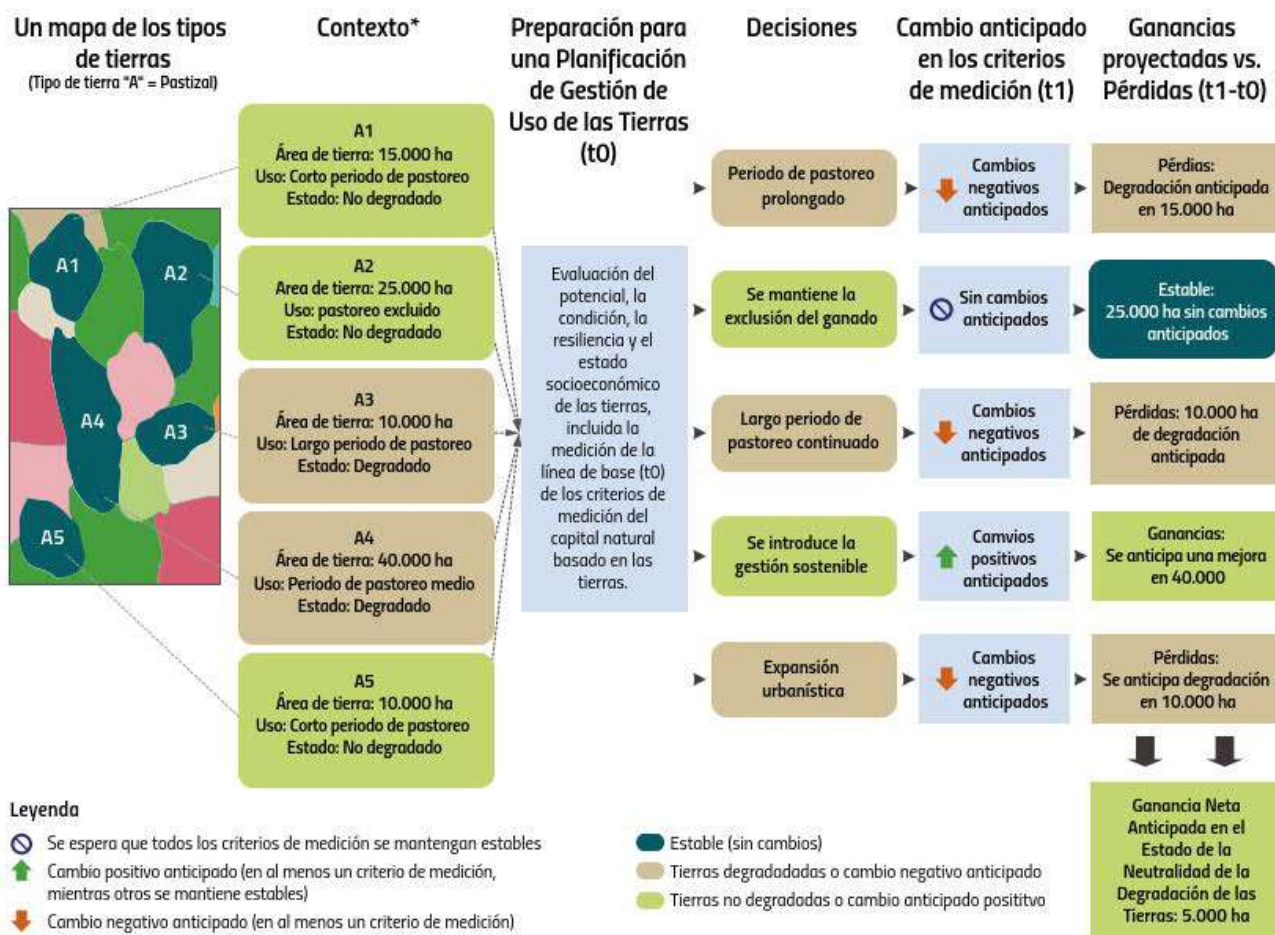 Un mapa de los tipos
de tierras
(Tipo de tierra "A" = Pastizal)
Contexto*
Preparación para
una Planificación
de Gestión de
Uso de las Tierras
(t0)
Decisiones
Cambio anticipado
en los criterios
de medición (t1)
Ganancias
proyectadas vs.
Pérdidas (t1-t0)
A1
A2
A4
A3
A5
A1
Área de tierra: 15.000 ha
Uso: Corto periodo de pastoreo
Estado: No degradado
A2
Área de tierra: 25.000 ha
Uso: pastoreo excluido
Estado: No degradado
A3
Área de tierra: 10.000 ha
Uso: Largo periodo de pastoreo
Estado: Degradado
A4
Área de tierra: 40.000 ha
Uso: Periodo de pastoreo medio
Estado: Degradado
A5
Área de tierra: 10.000 ha
Uso: Corto periodo de pastoreo
Estado: No degradado
Evaluación del
potencial, la
condición, la
resiliencia y el
estado
socioeconómico
de las tierras,
incluida la
medición de la
línea de base (t0)
de los criterios de
medición del
capital natural
basado en las
tierras.
Periodo de pastoreo
prolongado
Cambios
negativos
anticipados
Pérdias:
Degradación anticipada
en 15.000 ha
Se mantiene la
exclusión del ganado
Sin cambios
anticipados
Estable:
25.000 ha sin cambios
anticipados
Largo periodo de
pastoreo continuado
Cambios
negativos
anticipados
Pérdidas: 10.000 ha
de degradación
anticipada
Se introduce la
gestión sostenible
Camvios
positivos
anticipados
Ganancias:
Se anticipa una mejora
en 40.000
Expansión
urbanística
Cambios
negativos
anticipados
Pérdidas:
Se anticipa degradación
en 10.000 ha
Ganancia Neta
Anticipada en el
Estado de la
Neutralidad de la
Degradación de las
Tierras: 5.000 ha
Leyenda
Se espera que todos los criterios de medición se mantengan estables
Cambio positivo anticipado (en al menos un criterio de medición,
mientras otros se mantiene estables)
Cambio negativo anticipado (en al menos un criterio de medición)
Estable (sin cambios)
Tierras degradadadas o cambio negativo anticipado
Tierras no degradadas o cambio anticipado posititvo